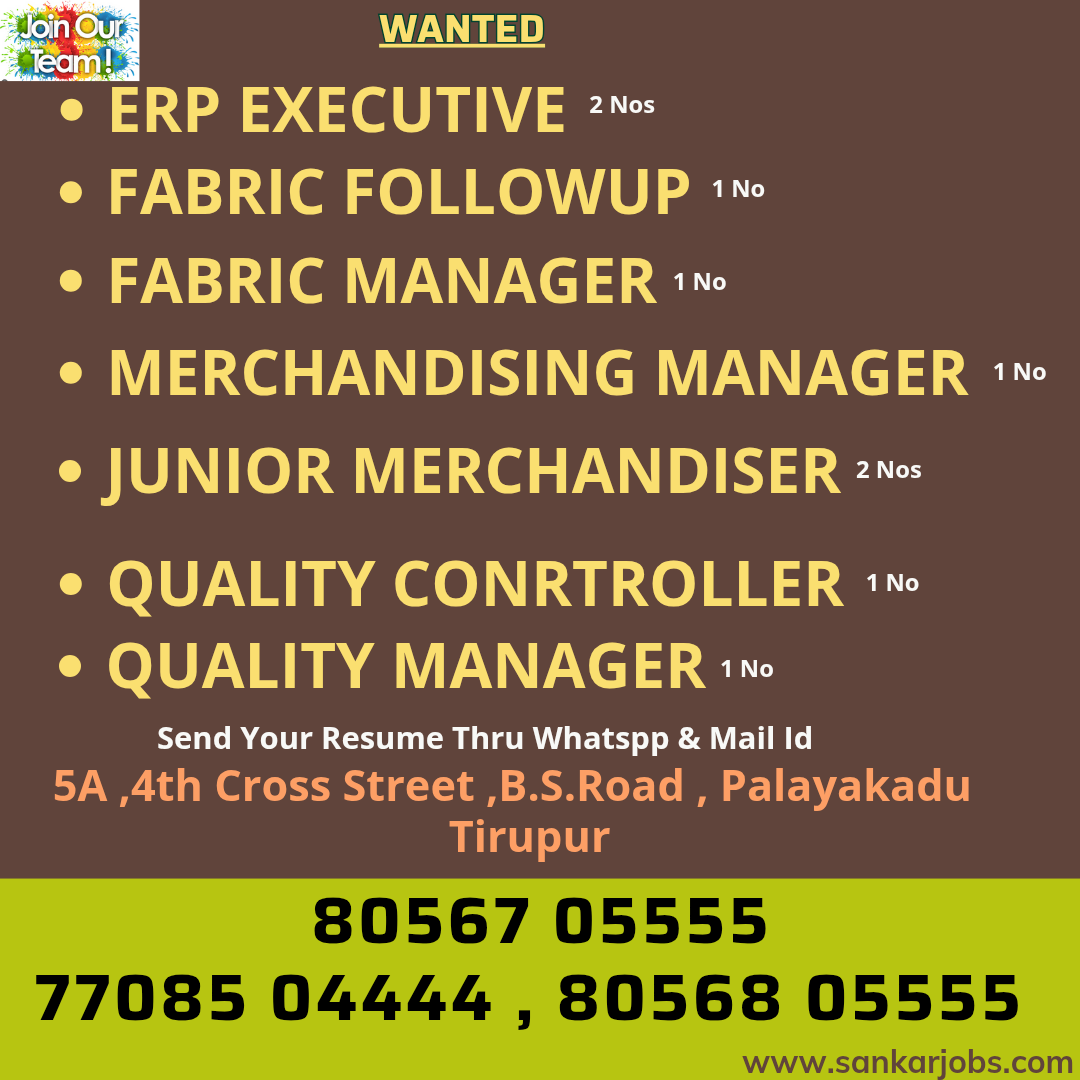 Join Our
Team!
WANTED
• ERP EXECUTIVE 2 Nos
• FABRIC FOLLOWUP 1 No
• FABRIC MANAGER 1 No
• MERCHANDISING MANAGER 1 No
• JUNIOR MERCHANDISER 2 Nos
• QUALITY CONRTROLLER 1 No
• QUALITY MANAGER 1 No
Send Your Resume Thru Whatspp & Mail Id
5A ,4th Cross Street ,B.S.Road , Palayakadu
Tirupur
80567 05555
77085 04444 , 80568 05555
www.sankarjobs.com